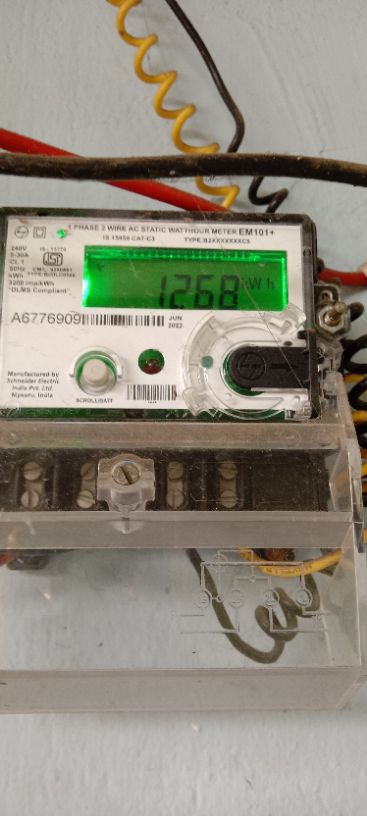 1 PHASE 2 WIRE AC STATIC WATTHOUR METER EM101+
IS 15959 CAT-C3 TYPE:B2XXXXXXXC5
240V
5-30A
CL 1
50Hz
kWh
3200 imp/kWh
"DLMS Compliant"
1268 kW h
A6776909
JUN
2022
Manufactured by
Schneider Electric
India Pvt. Ltd.
Mysuru, India
SCROLL/BATT